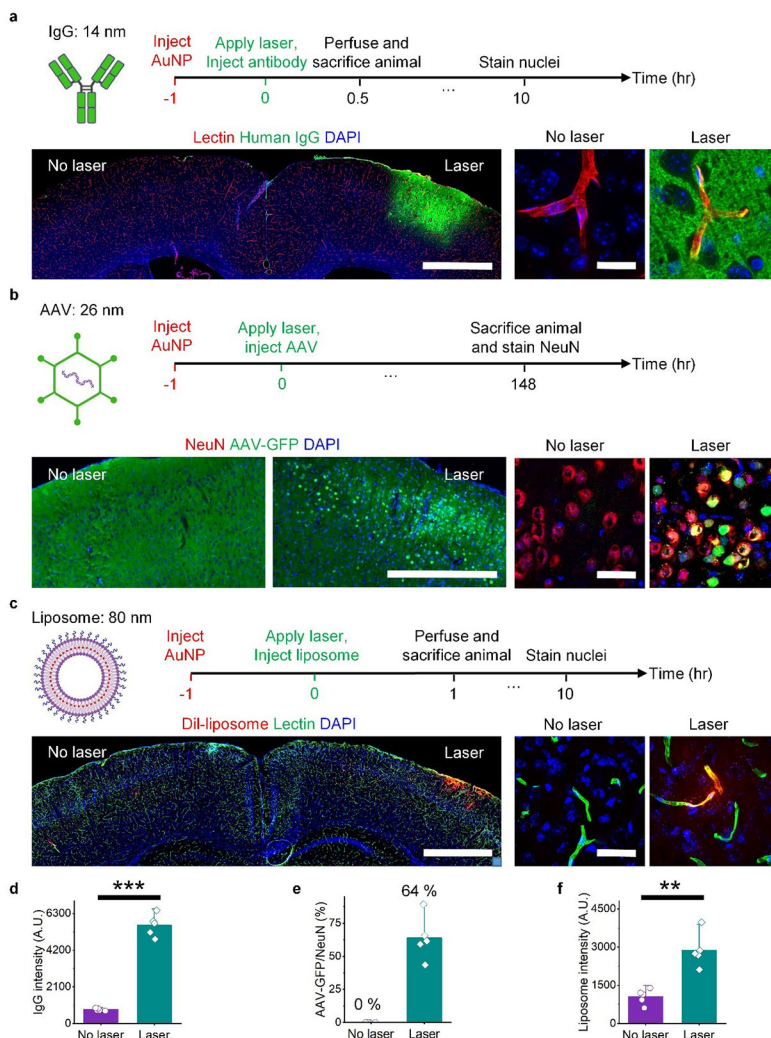 a
IgG: 14 nm
Inject
AuNP
Apply laser,
Inject antibody
Perfuse and
sacrifice animal
Stain nuclei
...
Time (hr)
-1
0
0.5
10
Lectin Human IgG DAPI
No laser
Laser
No laser
Laser
b
AAV: 26 nm
Inject
AuNP
Apply laser,
inject AAV
Sacrifice animal
and stain NeuN
...
Time (hr)
-1
0
148
NeuN AAV-GFP DAPI
No laser
Laser
No laser
Laser
c
Liposome: 80 nm
Inject
AuNP
Apply laser,
Inject liposome
Perfuse and
sacrifice animal
Stain nuclei
...
Time (hr)
-1
0
1
10
DiI-liposome Lectin DAPI
No laser
Laser
No laser
Laser
d
***
IgG intensity (A.U.)
6300
4200
2100
0
No laser
Laser
e
64 %
0 %
AAV-GFP/NeuN (%)
75
50
25
0
No laser
Laser
f
**
Liposome intensity (A.U.)
4500
3000
1500
0
No laser
Laser